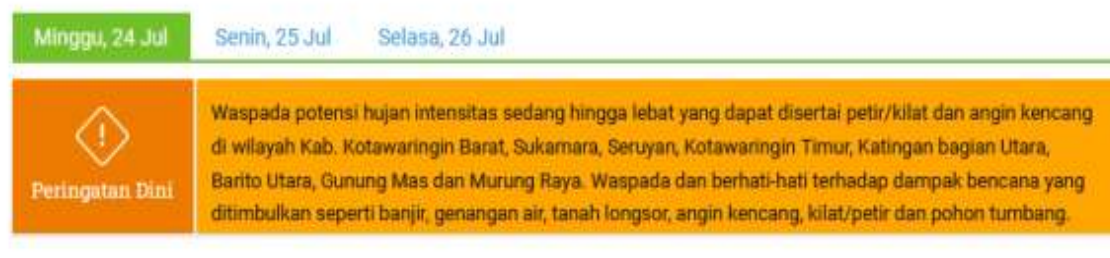 Minggu, 24 Jul Senin, 25 Jul Selasa, 26 Jul
!
Peringatan Dini
Waspada potensi hujan intensitas sedang hingga lebat yang dapat disertai petir/kilat dan angin kencang
di wilayah Kab. Kotawaringin Barat, Sukamara, Seruyan, Kotawaringin Timur, Katingan bagian Utara,
Barito Utara, Gunung Mas dan Murung Raya. Waspada dan berhati-hati terhadap dampak bencana yang
ditimbulkan seperti banjir, genangan air, tanah longsor, angin kencang, kilat/petir dan pohon tumbang.